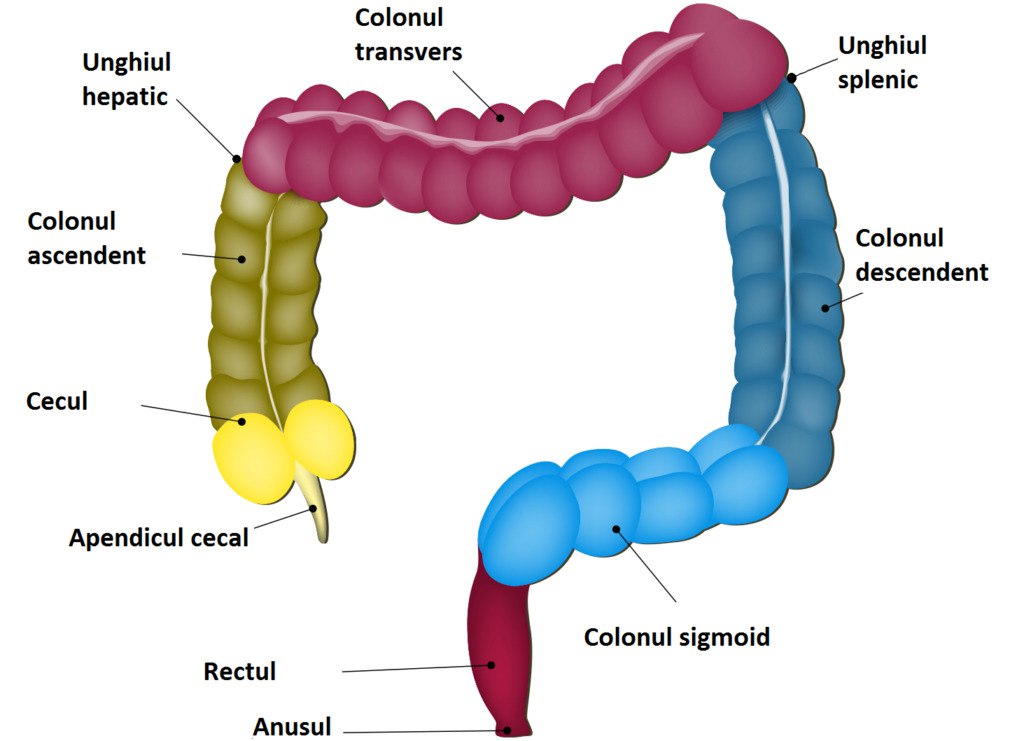 Colonul
transvers
Unghiul
splenic
Unghiul
hepatic
Colonul
ascendent
Colonul
descendent
Cecul
Apendicul cecal
Colonul sigmoid
Rectul
Anusul